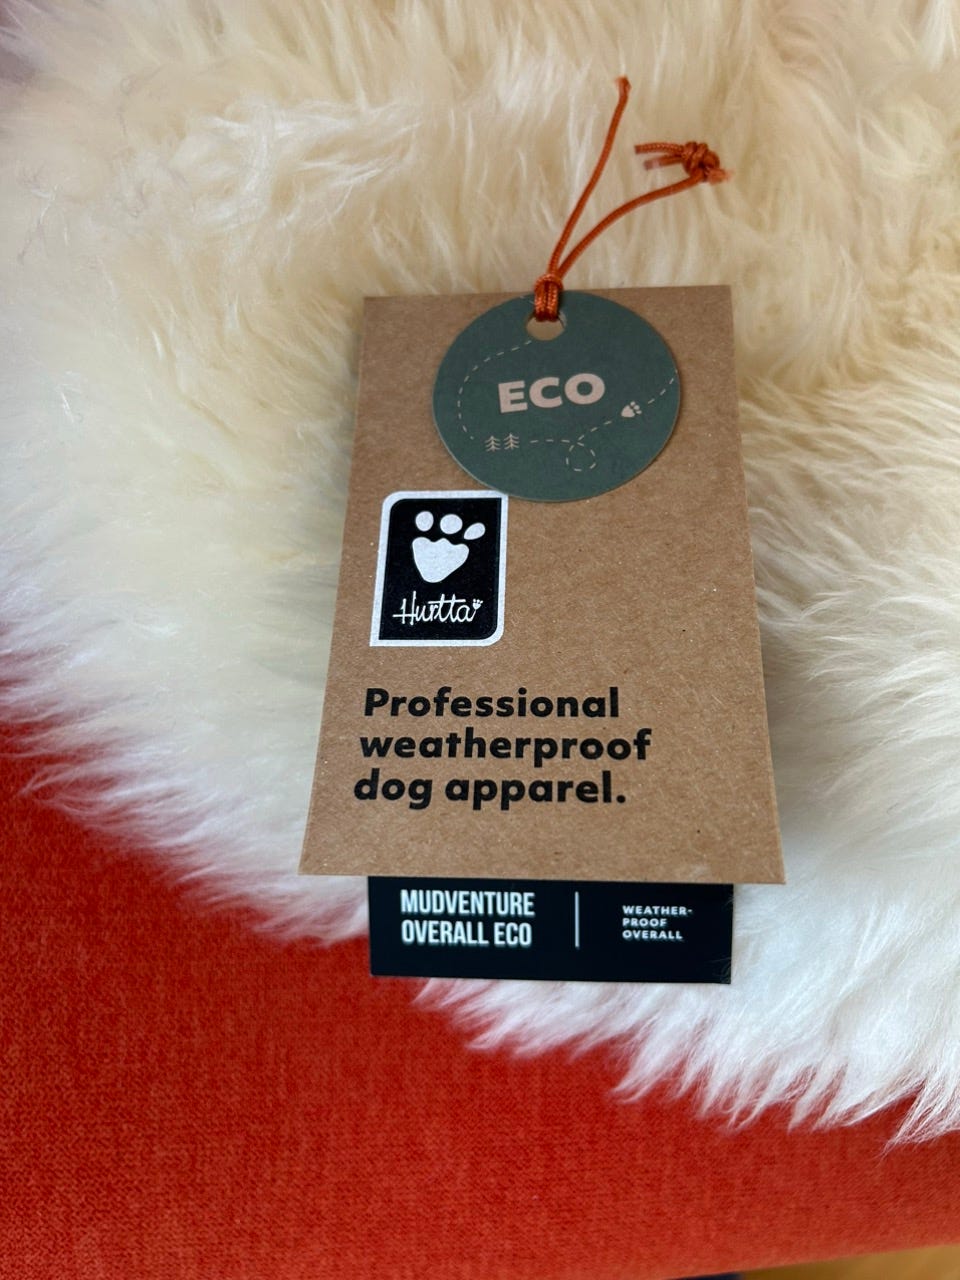 ECO
Hurtta
Professional
weatherproof
dog apparel.
MUDVENTURE
OVERALL ECO
WEATHER-
PROOF
OVERALL